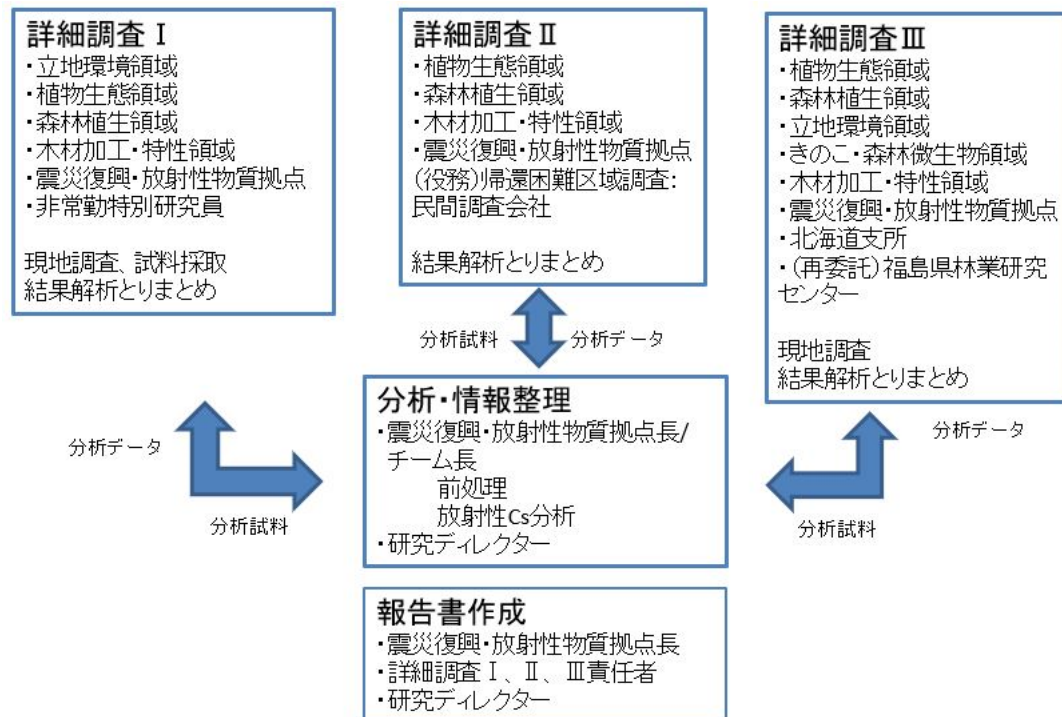 詳細調査Ⅰ
・立地環境領域
・植物生態領域
・森林植生領域
・木材加工・特性領域
・震災復興・放射性物質拠点
・非常勤特別研究員
現地調査、試料採取
結果解析とりまとめ
詳細調査Ⅱ
・植物生態領域
・森林植生領域
・木材加工・特性領域
・震災復興・放射性物質拠点
(役務)帰還困難区域調査:
民間調査会社
結果解析とりまとめ
詳細調査Ⅲ
・植物生態領域
・森林植生領域
・立地環境領域
・きのこ・森林微生物領域
・木材加工・特性領域
・震災復興・放射性物質拠点
・北海道支所
・(再委託)福島県林業研究
センター
現地調査
結果解析とりまとめ
分析試料 分析データ
分析データ
分析試料
分析・情報整理
・震災復興・放射性物質拠点長/
チーム長
前処理
放射性Cs分析
・研究ディレクター
分析データ
分析試料
報告書作成
・震災復興・放射性物質拠点長
・詳細調査Ⅰ、Ⅱ、Ⅲ責任者
・研究ディレクター